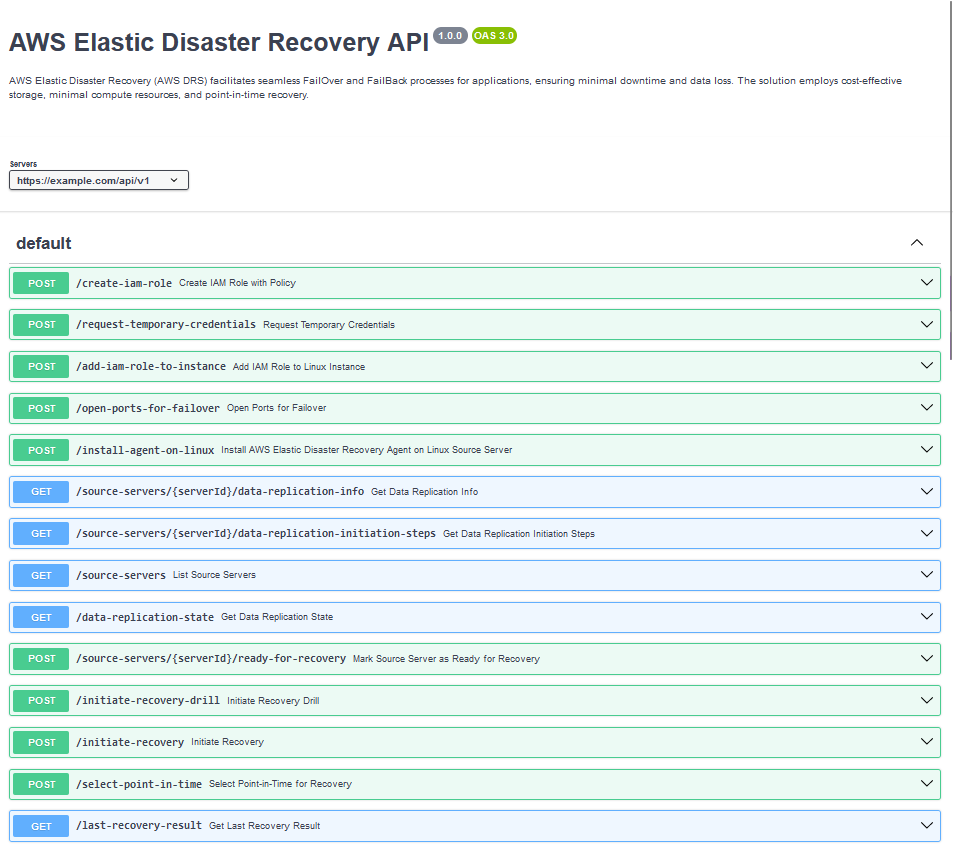 AWS Elastic Disaster Recovery API 1.0.0 OAS 3.0
AWS Elastic Disaster Recovery (AWS DRS) facilitates seamless FailOver and FailBack processes for applications, ensuring minimal downtime and data loss. The solution employs cost-effective
storage, minimal compute resources, and point-in-time recovery.
Servers
https://example.com/api/v1
default
POST /create-iam-role Create IAM Role with Policy
POST /request-temporary-credentials Request Temporary Credentials
POST /add-iam-role-to-instance Add IAM Role to Linux Instance
POST /open-ports-for-failover Open Ports for Failover
POST /install-agent-on-linux Install AWS Elastic Disaster Recovery Agent on Linux Source Server
GET /source-servers/{serverId}/data-replication-info Get Data Replication Info
GET /source-servers/{serverId}/data-replication-initiation-steps Get Data Replication Initiation Steps
GET /source-servers List Source Servers
GET /data-replication-state Get Data Replication State
POST /source-servers/{serverId}/ready-for-recovery Mark Source Server as Ready for Recovery
POST /initiate-recovery-drill Initiate Recovery Drill
POST /initiate-recovery Initiate Recovery
POST /select-point-in-time Select Point-in-Time for Recovery
GET /last-recovery-result Get Last Recovery Result